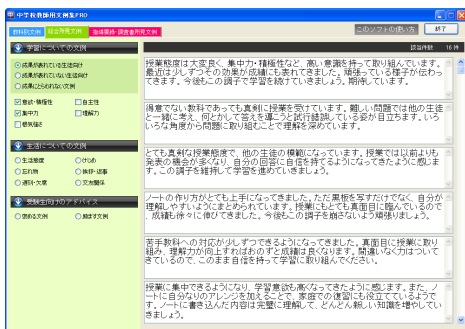 中学校教師用文例集PRO
教科別文例
総合所見文例
指導要録・調査書所見文例
このソフトの使い方
終了
学習についての文例
成果が表れている生徒向け
成果が表れていない生徒向け
成果にとらわれない文例
意欲・積極性
自主性
集中力
理解力
根気強さ
生活についての文例
生活態度
けじめ
忘れ物
挨拶・返事
遅刻・欠席
交友関係
受験生向けのアドバイス
褒める文例
励ます文例
該当件数 16 件
授業態度は大変良く、集中力・積極性など、高い意識を持って取り組んでいます。
最近は少しずつその効果が成績にも表れてきました。頑張っている様子が伝わっ
てきます。今後もこの調子で学習を続けていきましょう。期待しています。
得意でない教科であっても真剣に授業を受けています。難しい問題では他の生徒
と一緒に考え、何とかして答えを導こうと試行錯誤している姿が目立ちます。いろ
いろな角度から問題に取り組むことで理解を深めています。
とても真剣な授業態度で、他の生徒の模範になっています。授業では以前よりも
発表の機会が多くなり、自分の回答に自信を持てるようになってきたように感じま
す。この調子を維持して学習を進めていきましょう。
ノートの作り方がとても上手になってきました。ただ黒板を写すだけでなく、自分が
理解しやすいようにまとめられています。授業にもとても真面目に臨んでいるので
、成績も徐々に伸びてきました。今後もこの調子を崩さないよう頑張りましょう。
苦手教科への対応が少しずつできるようになってきました。真面目に授業に取り
組み、理解力が向上すればおのずと成績は良くなります。間違いなく力はついて
きているので、このまま自信を持って学習に取り組んでください。
授業に集中できるようになり、学習意欲も高くなってきたように感じます。また、ノ
ートに自分なりのアレンジを加えることで、家庭での復習にも役立てているようで
す。ノートに書き込んだ内容は完璧に理解して、どんどん新しい知識を増やしてい
きましょう。